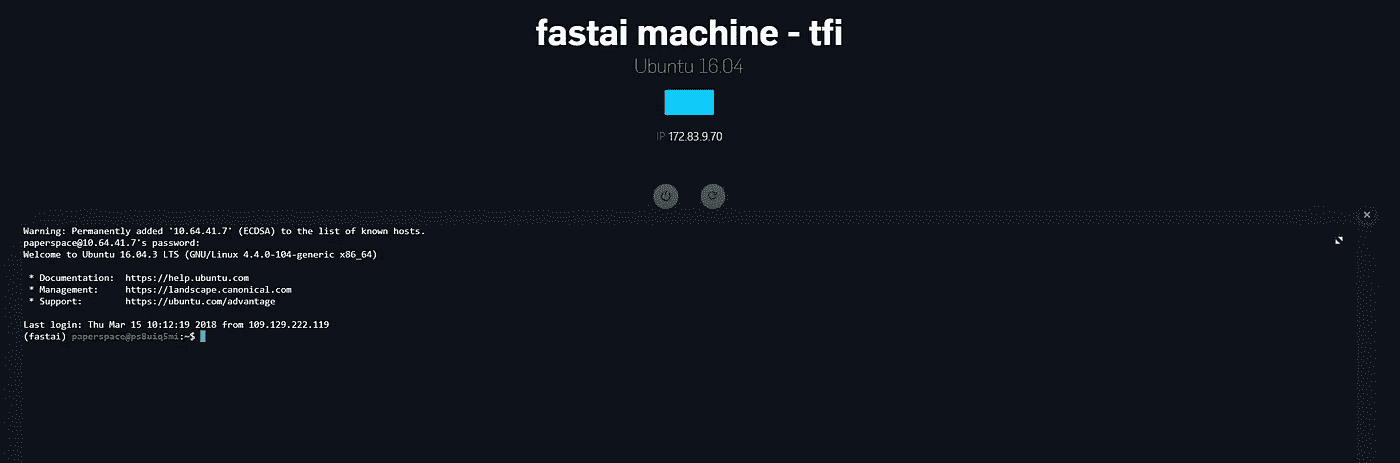 fastai machine - tfi
Ubuntu 16.04
IP 172.83.9.70
Warning: Permanently added '10.64.41.7' (ECDSA) to the list of known hosts.
paperspace@10.64.41.7's password:
Welcome to Ubuntu 16.04.3 LTS (GNU/Linux 4.4.0-104-generic x86_64)
* Documentation: https://help.ubuntu.com
* Management: https://landscape.canonical.com
* Support: https://ubuntu.com/advantage
Last login: Thu Mar 15 10:12:19 2018 from 109.129.222.119
(fastai) paperspace@ps8uiq5mi:~$